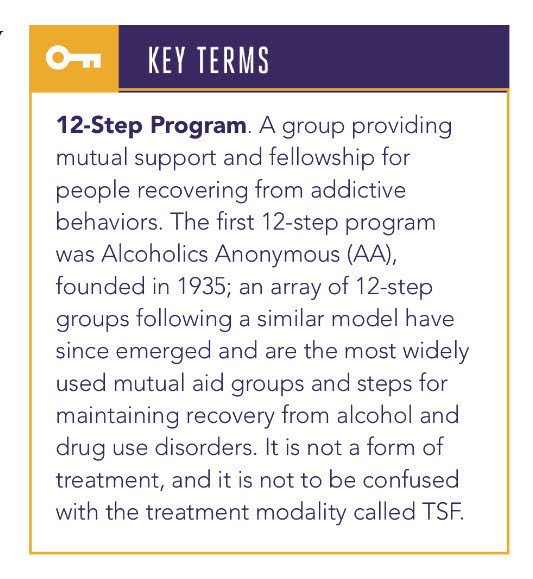 KEY TERMS
12-Step Program. A group providing
mutual support and fellowship for
people recovering from addictive
behaviors. The first 12-step program
was Alcoholics Anonymous (AA),
founded in 1935; an array of 12-step
groups following a similar model have
since emerged and are the most widely
used mutual aid groups and steps for
maintaining recovery from alcohol and
drug use disorders. It is not a form of
treatment, and it is not to be confused
with the treatment modality called TSF.